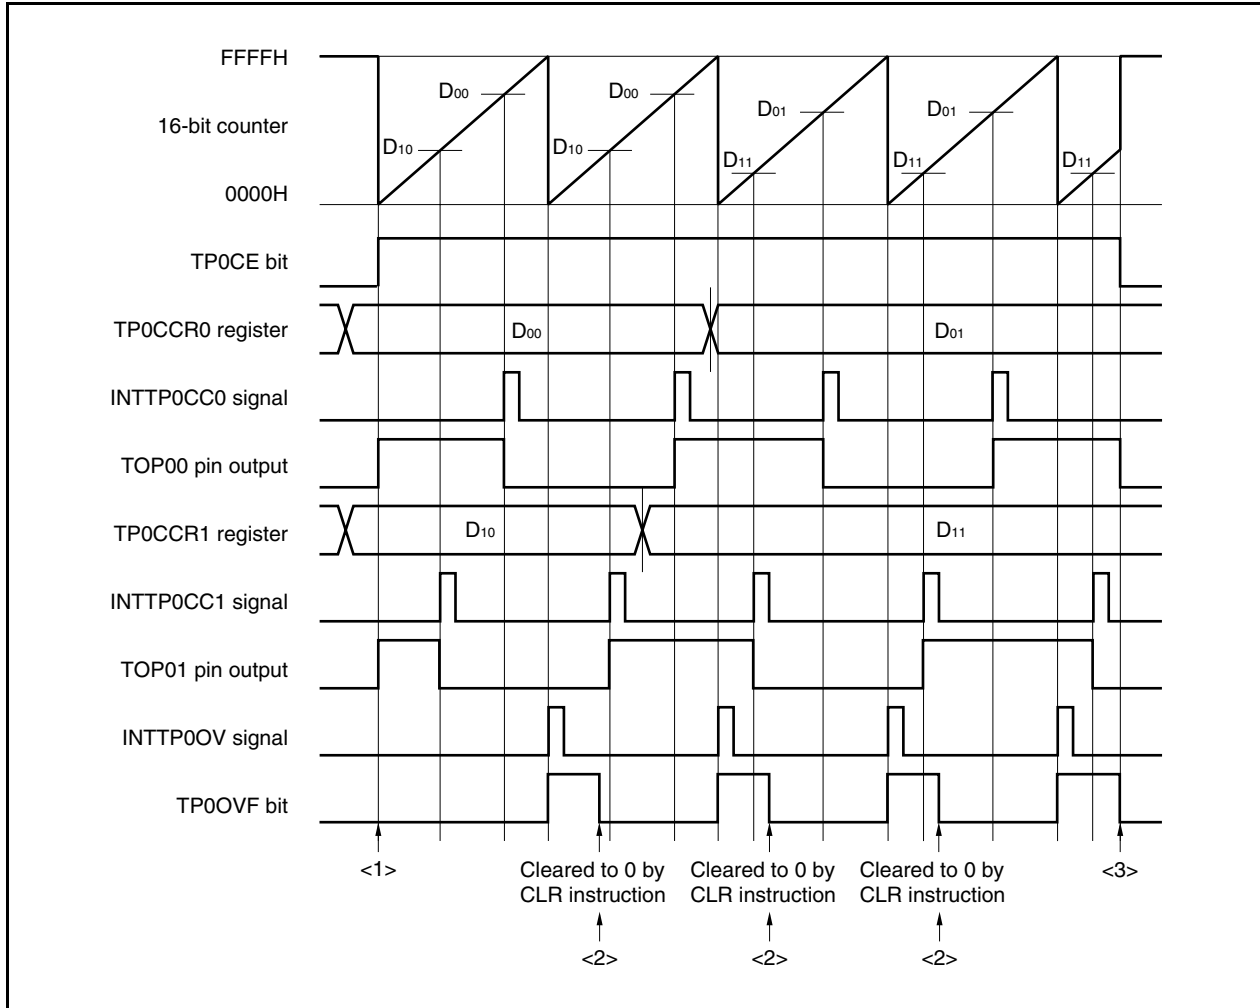 FFFFH
D00
D00
D01
D01
16-bit counter
D10
D10
D11
D11
D11
0000H
TP0CE bit
TP0CCR0 register
D00
D01
INTTP0CC0 signal
TOP00 pin output
TP0CCR1 register
D10
D11
INTTP0CC1 signal
TOP01 pin output
INTTP0OV signal
TP0OVF bit
<1>
Cleared to 0 by
CLR instruction
Cleared to 0 by
CLR instruction
Cleared to 0 by
CLR instruction
<3>
<2>
<2>
<2>